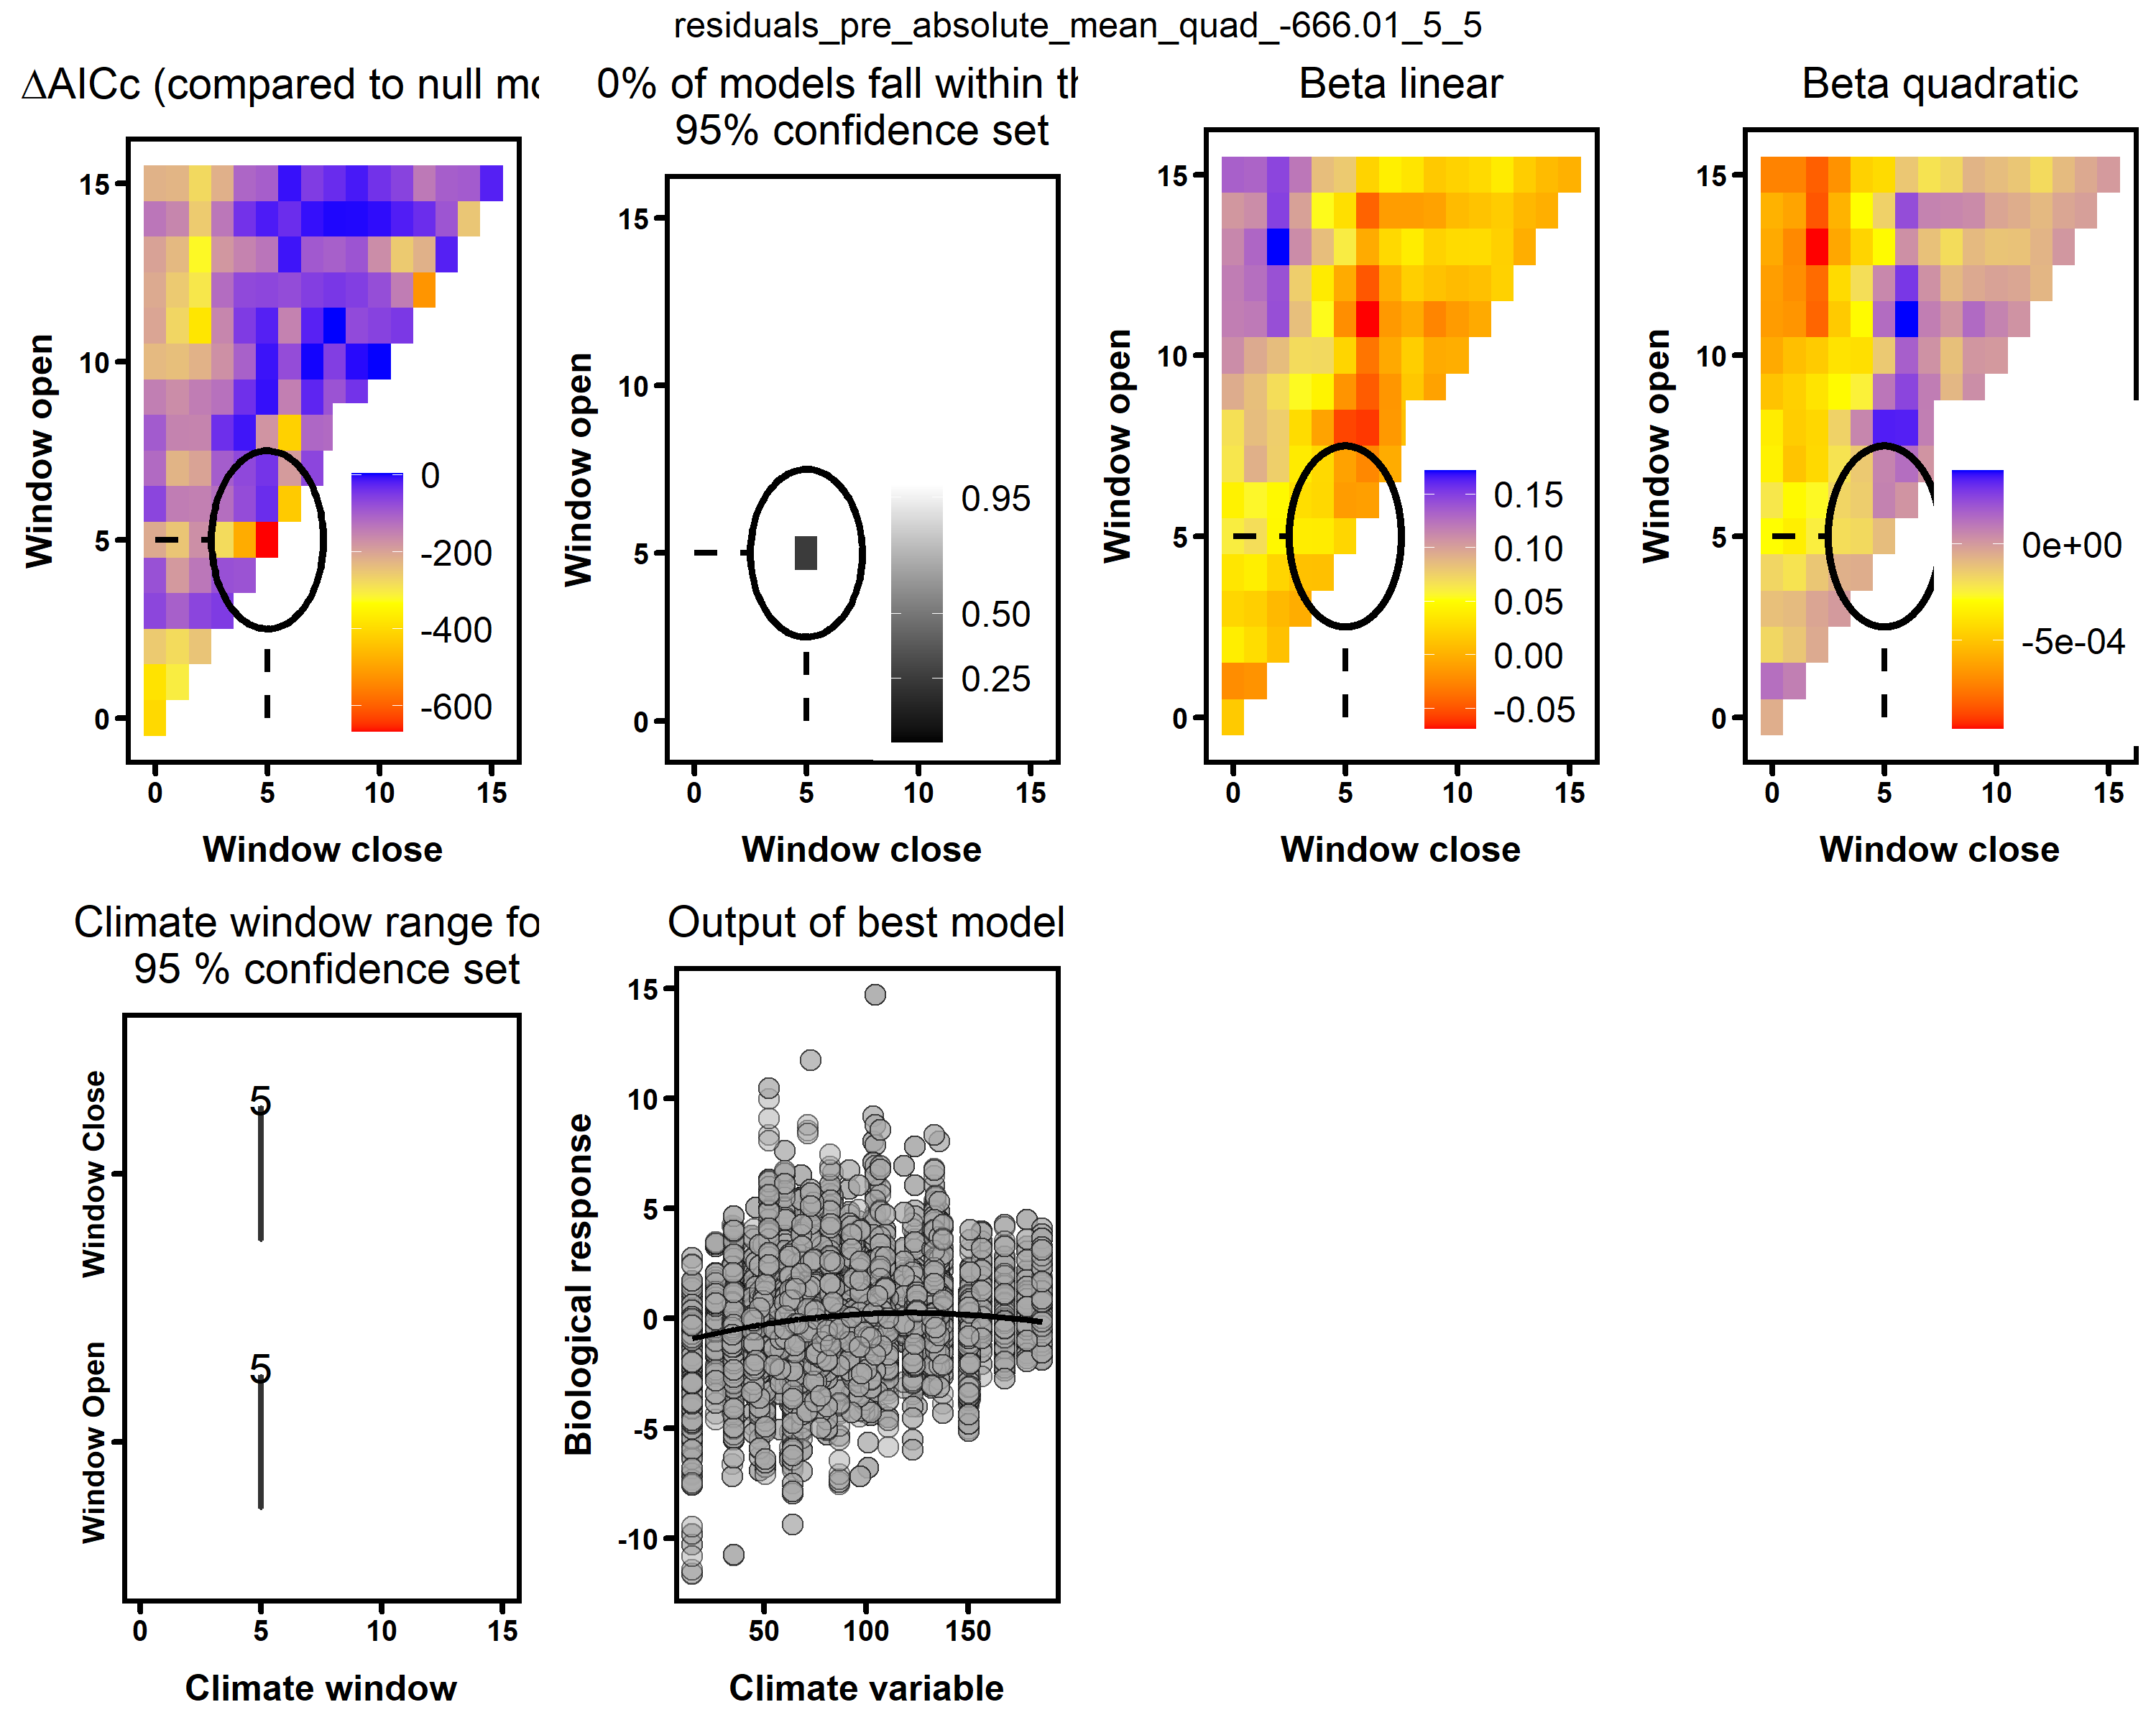 residuals_pre_absolute_mean_quad_-666.01_5_5
ΔAICc (compared to null mo
Window open
15
10
5
0
0
-200
-400
-600
0 5 10 15
Window close
0% of models fall within th
95% confidence set
Window open
15
10
5
0
0.95
0.50
0.25
0 5 10 15
Window close
Beta linear
Window open
15
10
5
0
0.15
0.10
0.05
0.00
-0.05
0 5 10 15
Window close
Beta quadratic
Window open
15
10
5
0
0e+00
-5e-04
0 5 10 15
Window close
Climate window range fo
95 % confidence set
Window Close
5
Window Open
5
0 5 10 15
Climate window
Output of best model
Biological response
15
10
5
0
-5
-10
50 100 150
Climate variable